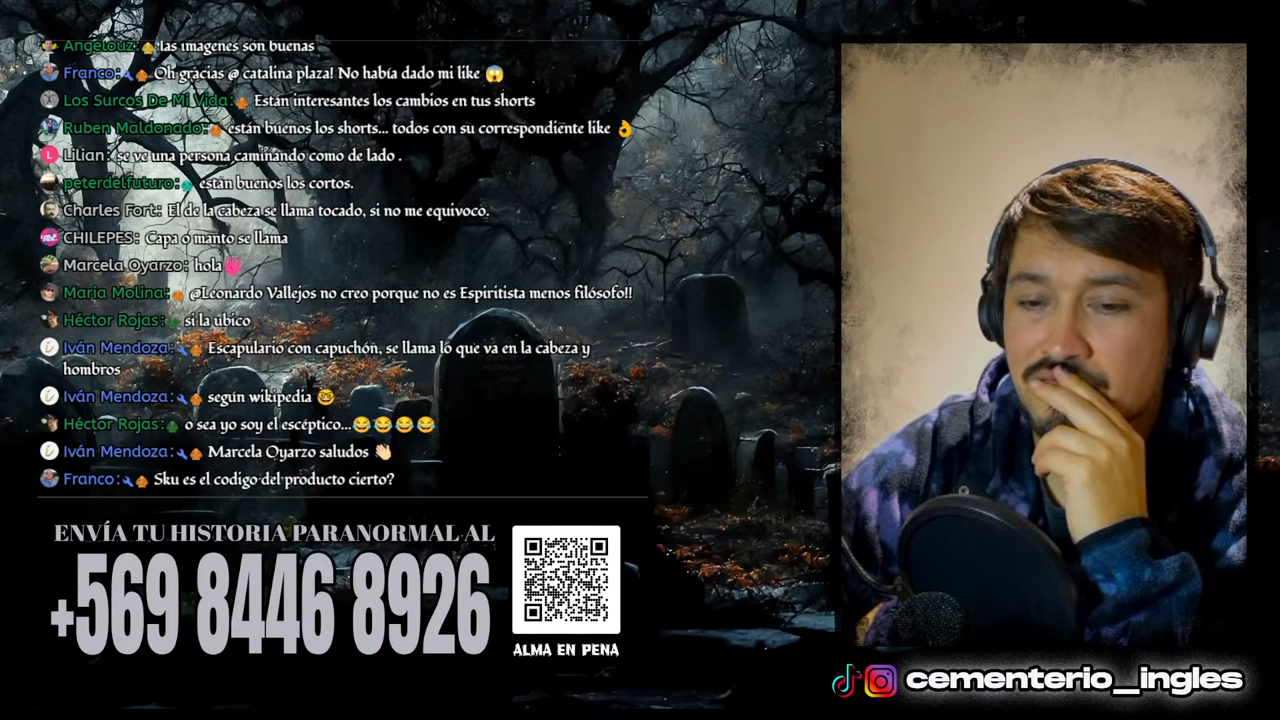 Angelouz: las imagenes son buenas
Franco: Oh gracias @ catalina plaza! No había dado mi like 😱
Los Surcos De Mi Vida: Están interesantes los cambios en tus shorts
Ruben Maldonado: están buenos los shorts... todos con su correspondiente like 👌
L Lilian: se ve una persona caminando como de lado .
peterdelfuturo: están buenos los cortos.
Charles Fort: El de la cabeza se llama tocado, si no me equivoco.
CHILEPES: Capa o manto se llama
Marcela Oyarzo: hola
Maria Molina: @Leonardo Vallejos no creo porque no es Espiritista menos filósofo!!
Héctor Rojas: si la ubico
Iván Mendoza: Escapulario con capuchón, se llama lo que va en la cabeza y
hombros
Iván Mendoza: según wikipedia 🤓
Héctor Rojas: o sea yo soy el escéptico...😂😂😂😂
Iván Mendoza: Marcela Oyarzo saludos 👋🏻
Franco: Sku es el codigo del producto cierto?
ENVÍA TU HISTORIA PARANORMAL AL
+569 8446 8926
ALMA EN PENA
cementerio_ingles